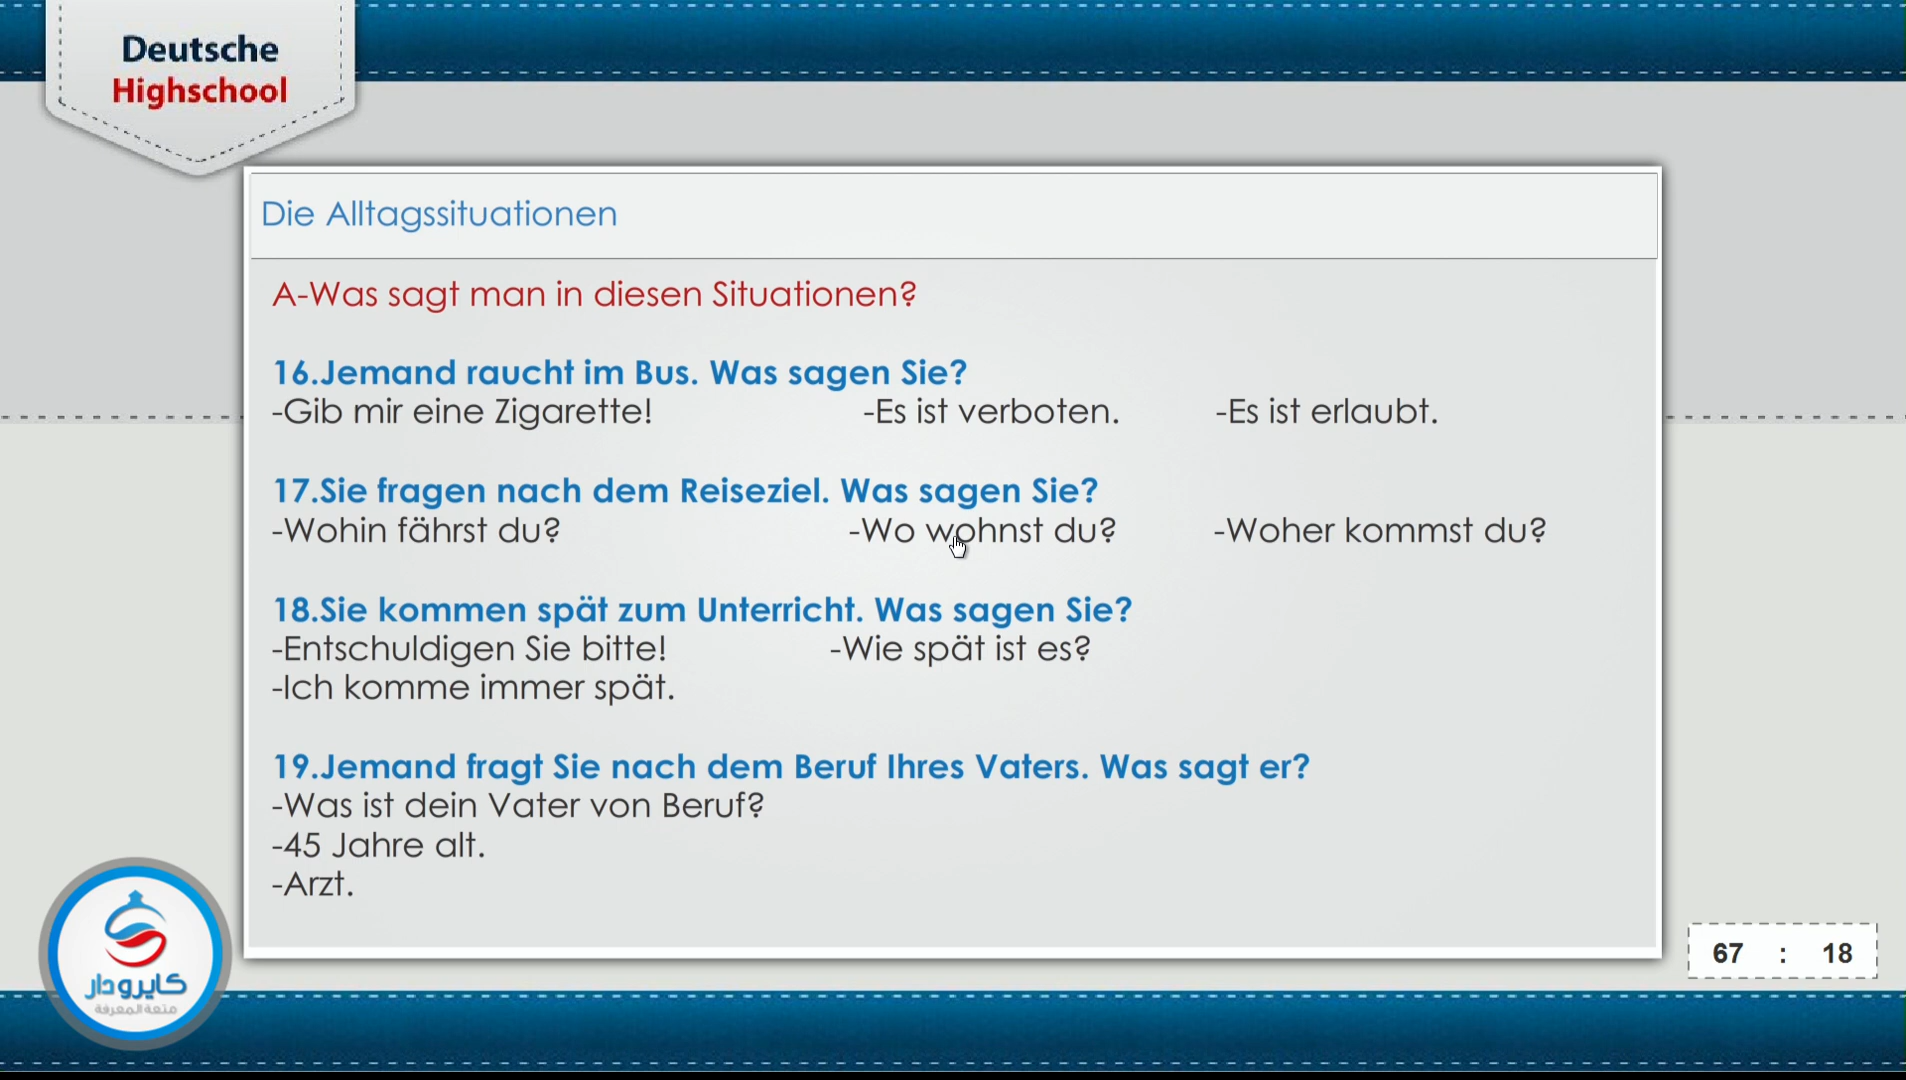 Deutsche
Highschool
Die Alltagssituationen
A-Was sagt man in diesen Situationen?
16.Jemand raucht im Bus. Was sagen Sie?
-Gib mir eine Zigarette! -Es ist verboten. -Es ist erlaubt.
17.Sie fragen nach dem Reiseziel. Was sagen Sie?
-Wohin fährst du? -Wo wohnst du? -Woher kommst du?
18.Sie kommen spät zum Unterricht. Was sagen Sie?
-Entschuldigen Sie bitte! -Wie spät ist es?
-Ich komme immer spät.
19.Jemand fragt Sie nach dem Beruf Ihres Vaters. Was sagt er?
-Was ist dein Vater von Beruf?
-45 Jahre alt.
-Arzt.
كايرودار
متعة المعرفة
67 : 18